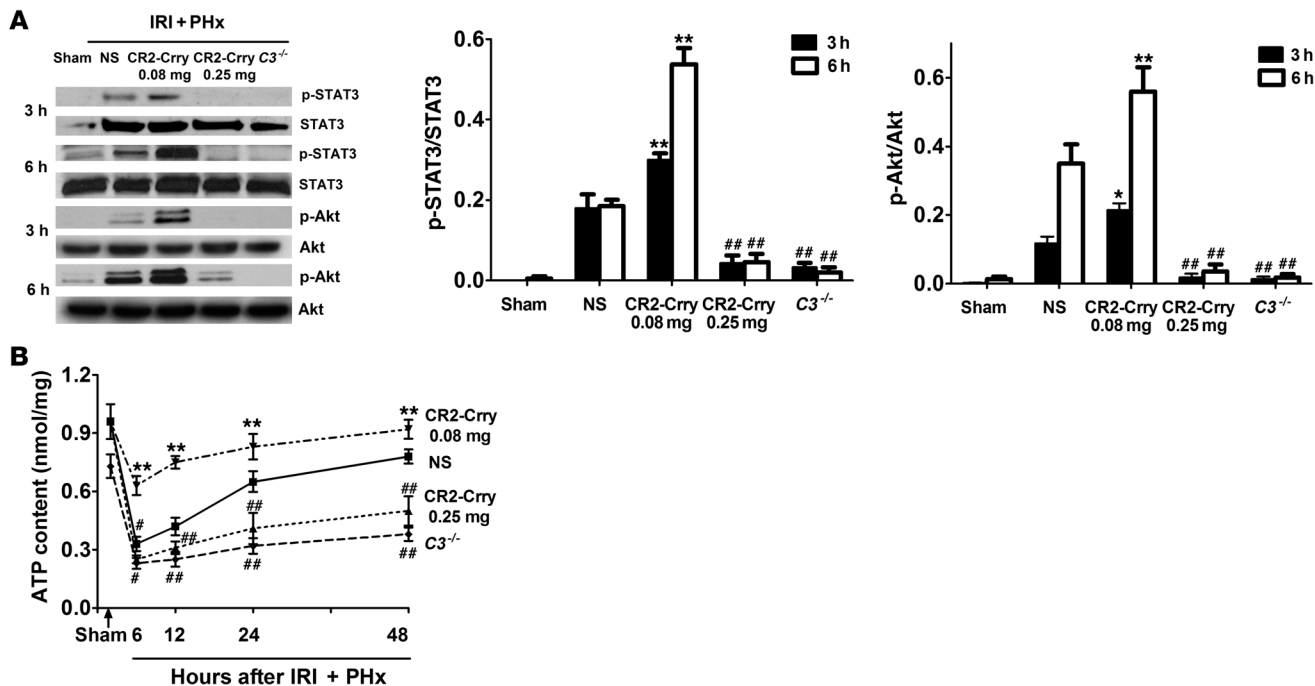 A
IRI + PHx
Sham NS CR2-Crry CR2-Crry C3-/-
0.08 mg 0.25 mg
3 h
p-STAT3
STAT3
6 h
p-STAT3
STAT3
3 h
p-Akt
Akt
6 h
p-Akt
Akt
p-STAT3/STAT3
0.6
0.4
0.2
0.0
3 h
6 h
**
**
## ##
## ##
Sham NS CR2-Crry CR2-Crry C3-/-
0.08 mg 0.25 mg
p-Akt/Akt
0.6
0.4
0.2
0.0
3 h
6 h
*
**
## ##
## ##
Sham NS CR2-Crry CR2-Crry C3-/-
0.08 mg 0.25 mg
B
ATP content (nmol/mg)
1.2
0.9
0.6
0.3
0.0
** ** ** **
# ## ## ##
# ## ## ##
CR2-Crry
0.08 mg
NS
CR2-Crry
0.25 mg
C3-/-
Sham 6 12 24 48
Hours after IRI + PHx